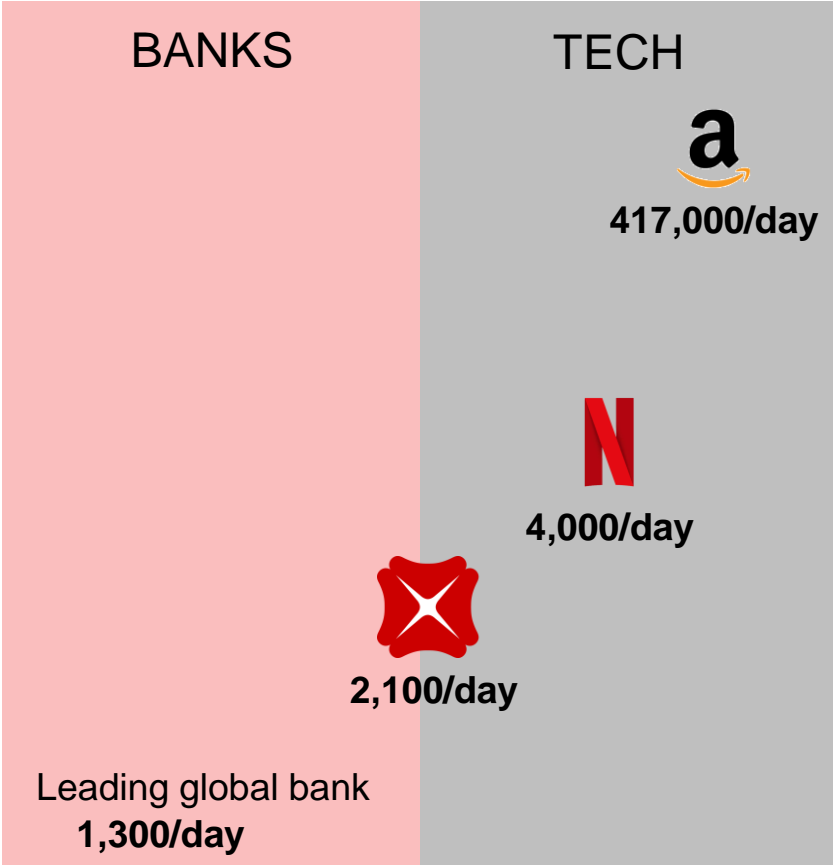 BANKS
TECH
a
417,000/day
N
4,000/day
2,100/day
Leading global bank
1,300/day